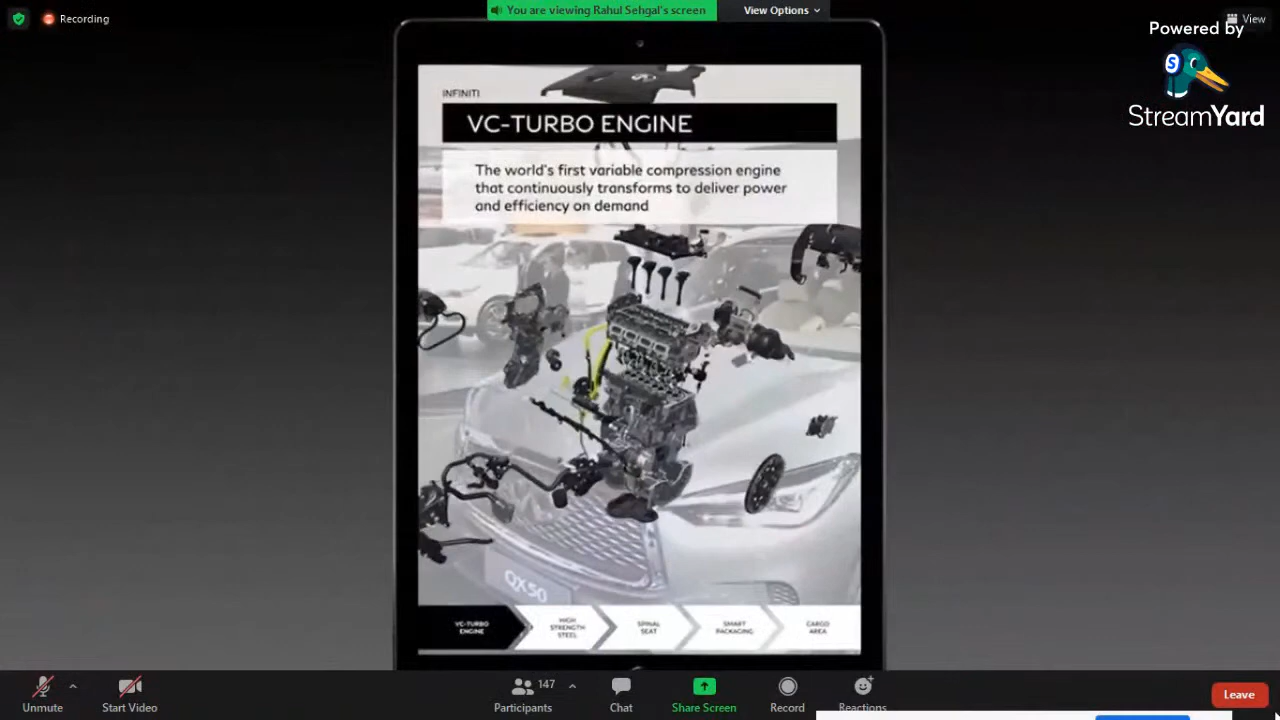 Recording
You are viewing Rahul Sehgal's screen
View Options
View
Powered by
StreamYard
INFINITI
VC-TURBO ENGINE
The world's first variable compression engine
that continuously transforms to deliver power
and efficiency on demand
QX50
VC-TURBO
ENGINE
HIGH
STRENGTH
STEEL
SPINAL
SEAT
SMART
PACKAGING
CARGO
AREA
Unmute
Start Video
147
Participants
Chat
Share Screen
Record
Reactions
Leave